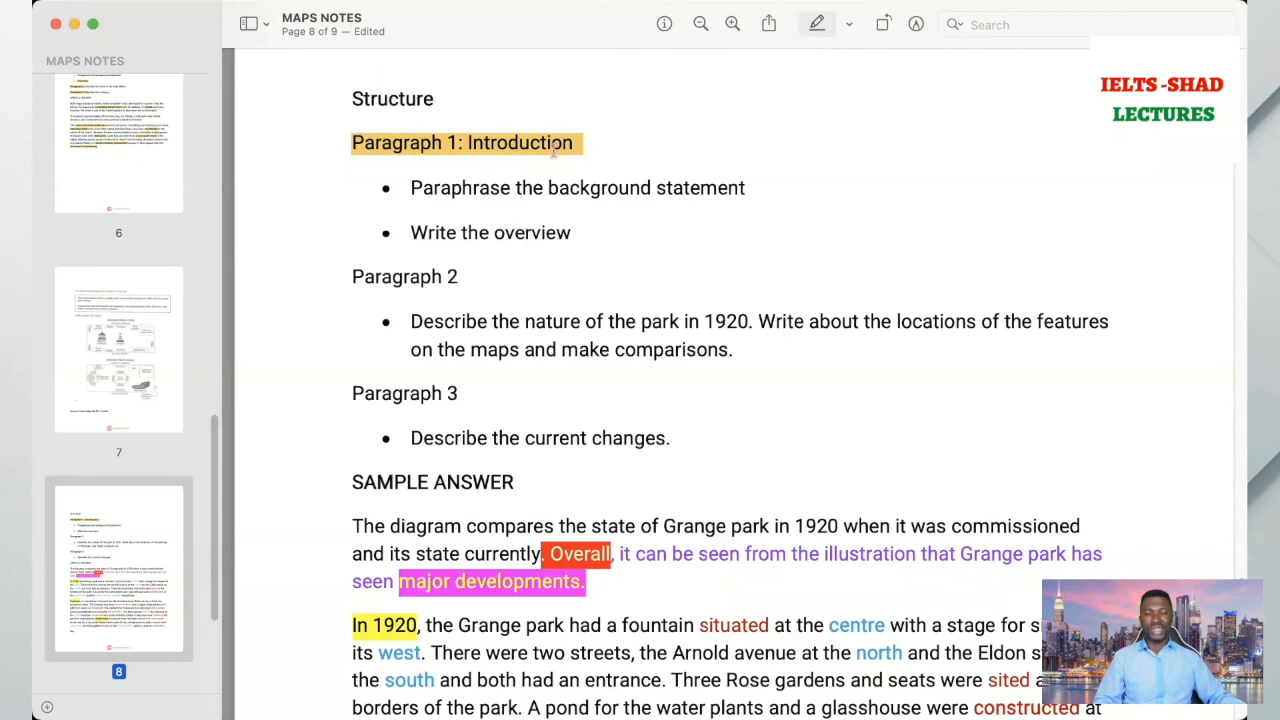 MAPS NOTES
Page 8 of 9 — Edited
Search
MAPS NOTES
6
7
8
IELTS -SHAD
LECTURES
Structure
Paragraph 1: Introduction
• Paraphrase the background statement
• Write the overview
Paragraph 2
• Describe the nature of the park in 1920. Write about the locations of the features
on the maps and make comparisons.
Paragraph 3
• Describe the current changes.
SAMPLE ANSWER
The diagram compares the state of Grange park in 1920 when it was commissioned
and its state currently. Overall, it can be seen from the illustration that Grange park has
seen major developments.
In 1920, the Grange park had a fountain situated at the centre with a stage for
its west. There were two streets, the Arnold avenue at the north and the Eldon
the south and both had an entrance. Three Rose gardens and seats were sited
borders of the park. A pond for the water plants and a glasshouse were constructed at